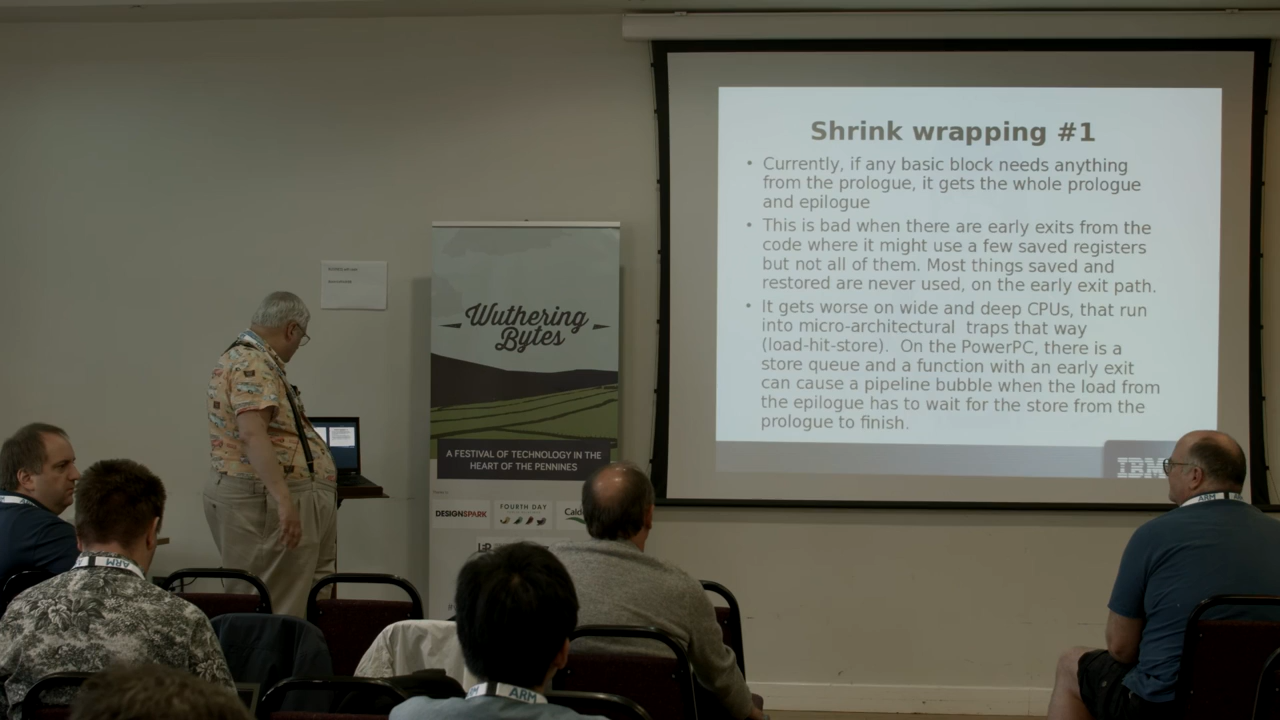 Shrink wrapping #1
• Currently, if any basic block needs anything
from the prologue, it gets the whole prologue
and epilogue
• This is bad when there are early exits from the
code where it might use a few saved registers
but not all of them. Most things saved and
restored are never used, on the early exit path.
• It gets worse on wide and deep CPUs, that run
into micro-architectural traps that way
(load-hit-store). On the PowerPC, there is a
store queue and a function with an early exit
can cause a pipeline bubble when the load from
the epilogue has to wait for the store from the
prologue to finish.
IBM
Wuthering
Bytes
A FESTIVAL OF TECHNOLOGY IN THE
HEART OF THE PENNINES
DESIGNSPARK
FOURTH DAY
ARM
ARM
ARM